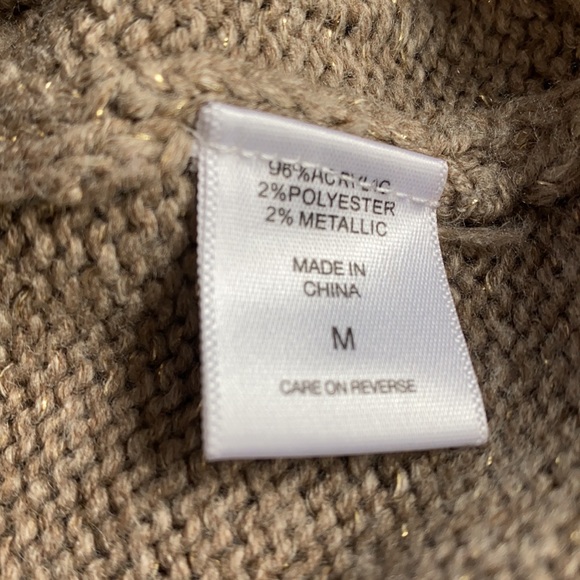 96%ACRYLIC
2%POLYESTER
2% METALLIC
MADE IN
CHINA
M
CARE ON REVERSE